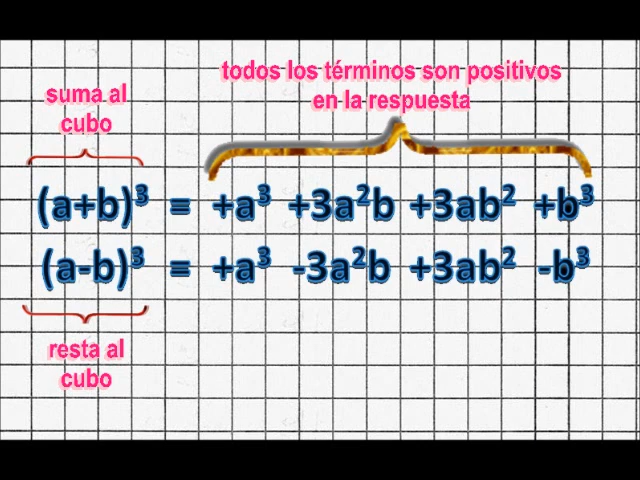 todos los términos son positivos
en la respuesta
suma al
cubo
(a+b)³ = +a³ +3a²b +3ab² +b³
(a-b)³ = +a³ -3a²b +3ab² -b³
resta al
cubo